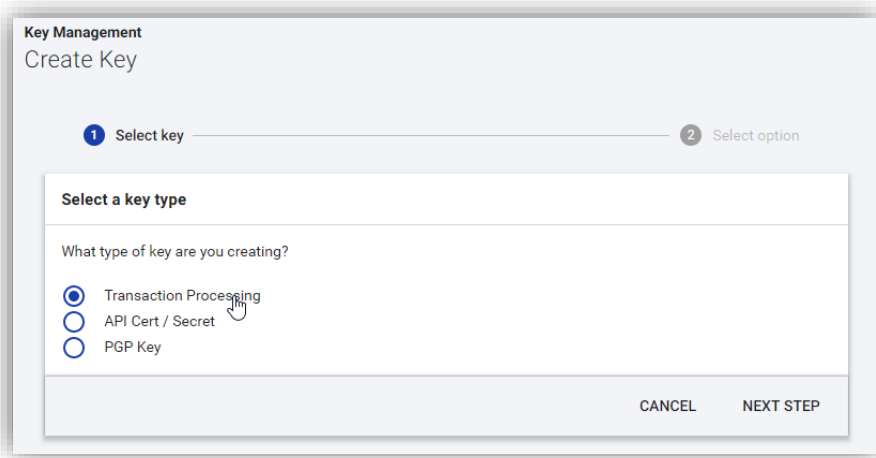 Key Management
Create Key
1 Select key 2 Select option
Select a key type
What type of key are you creating?
Transaction Processing
API Cert / Secret
PGP Key
CANCEL NEXT STEP